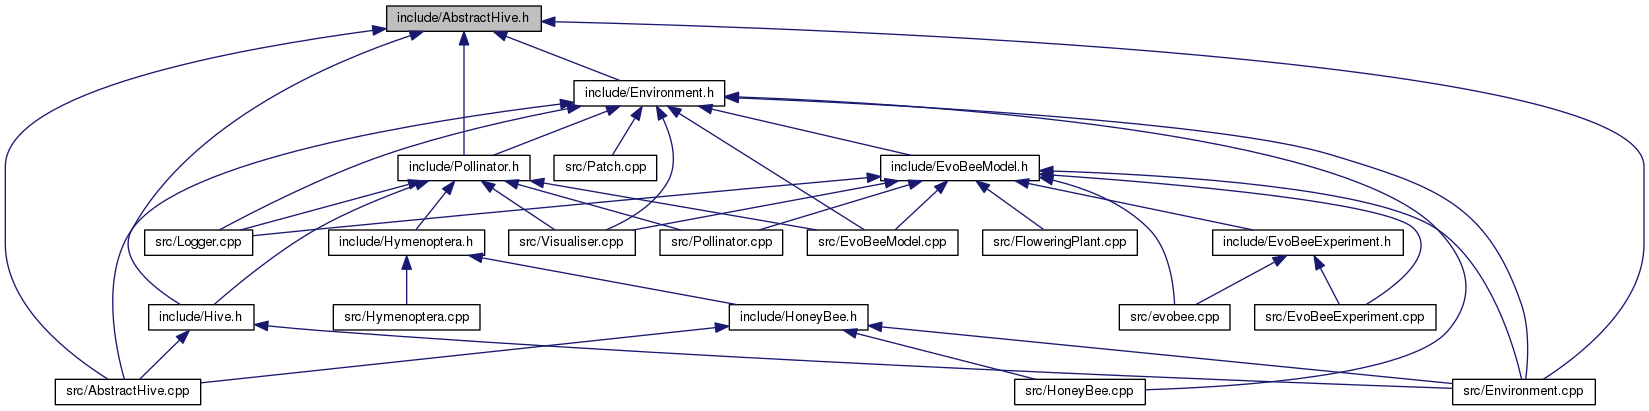 include/AbstractHive.h
include/Environment.h
include/Pollinator.h
src/Patch.cpp
include/EvoBeeModel.h
src/Logger.cpp
include/Hymenoptera.h
src/Visualiser.cpp
src/Pollinator.cpp
src/EvoBeeModel.cpp
src/FloweringPlant.cpp
include/EvoBeeExperiment.h
include/Hive.h
src/Hymenoptera.cpp
include/HoneyBee.h
src/evobee.cpp
src/EvoBeeExperiment.cpp
src/AbstractHive.cpp
src/HoneyBee.cpp
src/Environment.cpp